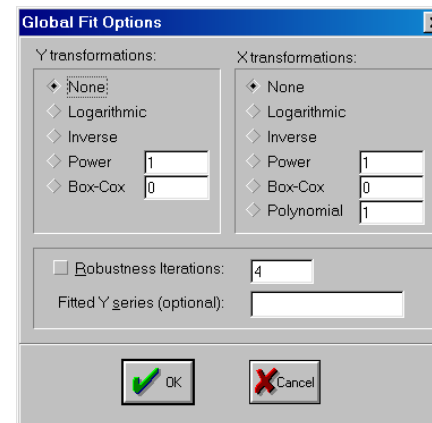 Global Fit Options
Y transformations:
None
Logarithmic
Inverse
Power 1
Box-Cox 0
X transformations:
None
Logarithmic
Inverse
Power 1
Box-Cox 0
Polynomial 1
Robustness Iterations: 4
Fitted Y series (optional):
OK
Cancel